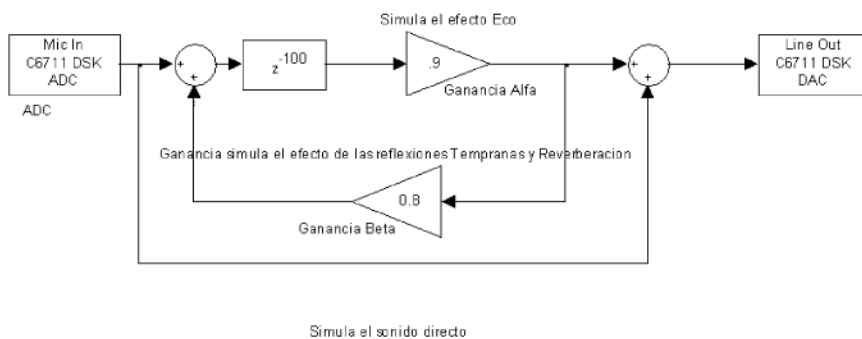 Simula el efecto Eco
Mic In
C6711 DSK
ADC
ADC
+
+
z-100
.9
Ganancia Alfa
+
+
Line Out
C6711 DSK
DAC
Ganancia simula el efecto de las reflexiones Tempranas y Reverberacion
0.8
Ganancia Beta
Simula el sonido directo